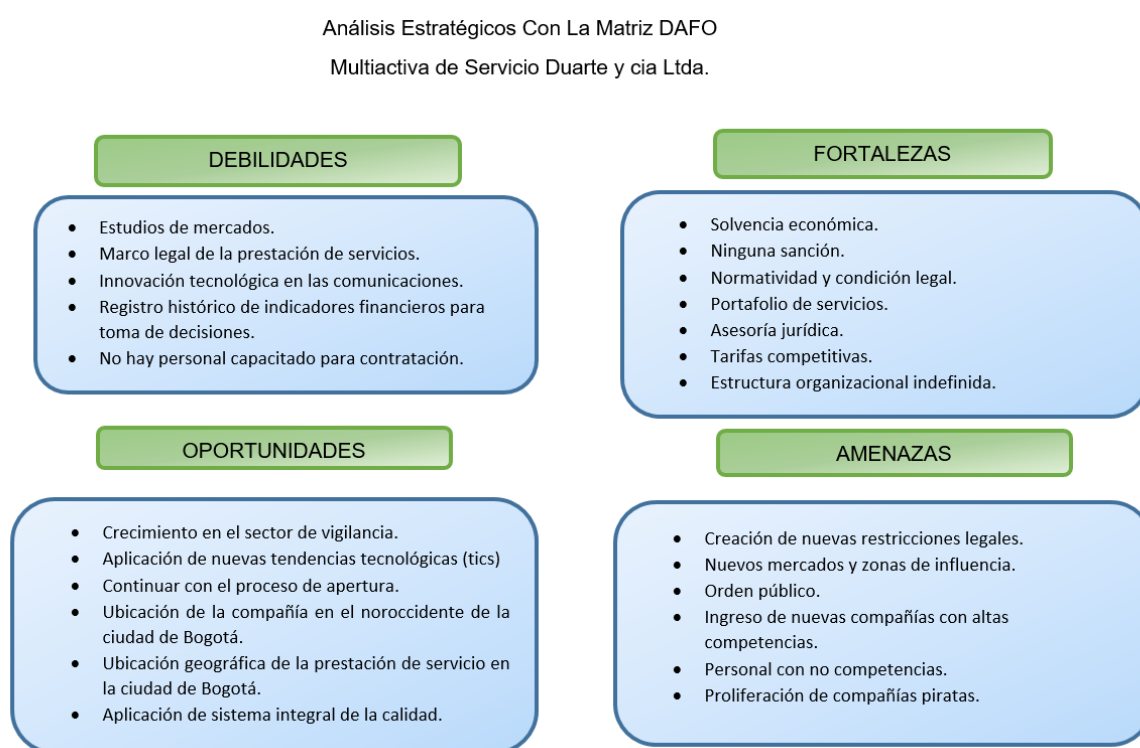 Análisis Estratégicos Con La Matriz DAFO
Multiactiva de Servicio Duarte y cia Ltda.
DEBILIDADES
• Estudios de mercados.
• Marco legal de la prestación de servicios.
• Innovación tecnológica en las comunicaciones.
• Registro histórico de indicadores financieros para
toma de decisiones.
• No hay personal capacitado para contratación.
FORTALEZAS
• Solvencia económica.
• Ninguna sanción.
• Normatividad y condición legal.
• Portafolio de servicios.
• Asesoría jurídica.
• Tarifas competitivas.
• Estructura organizacional indefinida.
OPORTUNIDADES
• Crecimiento en el sector de vigilancia.
• Aplicación de nuevas tendencias tecnológicas (tics)
• Continuar con el proceso de apertura.
• Ubicación de la compañía en el noroccidente de la
ciudad de Bogotá.
• Ubicación geográfica de la prestación de servicio en
la ciudad de Bogotá.
• Aplicación de sistema integral de la calidad.
AMENAZAS
• Creación de nuevas restricciones legales.
• Nuevos mercados y zonas de influencia.
• Orden público.
• Ingreso de nuevas compañías con altas
competencias.
• Personal con no competencias.
• Proliferación de compañías piratas.